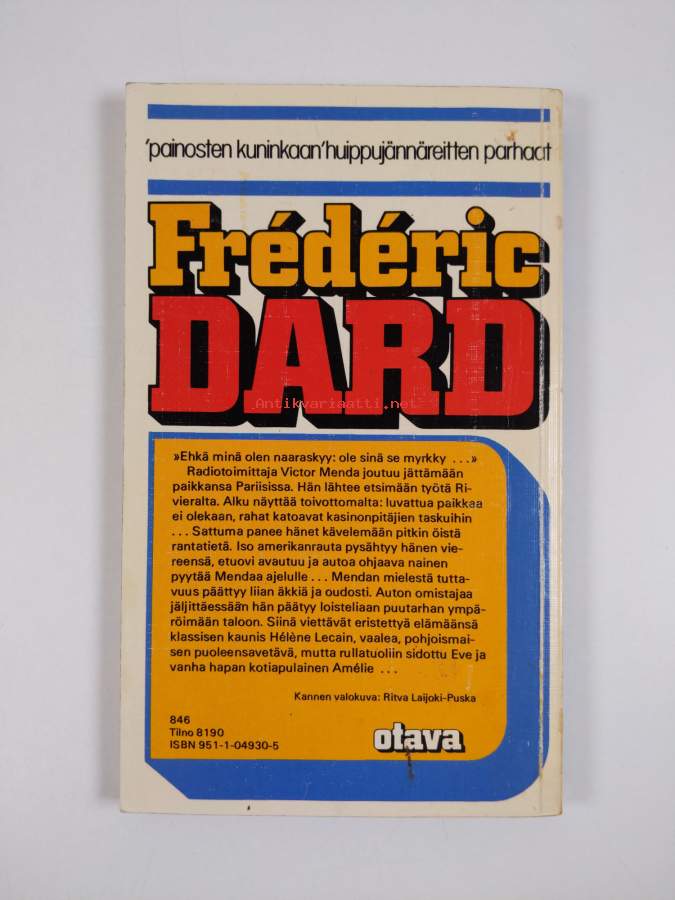 'painosten kuninkaan' huippujännäreitten parhaat
Frédéric
DARD
Antikvariaatti.net
»Ehkä minä olen naaraskyy: ole sinä se myrkky ...»
Radiotoimittaja Victor Menda joutuu jättämään
paikkansa Pariisissa. Hän lähtee etsimään työtä Ri-
vieralta. Alku näyttää toivottomalta: luvattua paikkaa
ei olekaan, rahat katoavat kasinonpitäjien taskuihin
... Sattuma panee hänet kävelemään pitkin öistä
rantatietä. Iso amerikanrauta pysähtyy hänen vie-
reensä, etuovi avautuu ja autoa ohjaava nainen
pyytää Mendaa ajelulle ... Mendan mielestä tutta-
vuus päättyy liian äkkiä ja oudosti. Auton omistajaa
jäljittäessään hän päätyy loisteliaan puutarhan ympä-
röimään taloon. Siinä viettävät eristettyä elämäänsä
klassisen kaunis Hélène Lecain, vaalea, pohjoismai-
sen puoleensavetävä, mutta rullatuoliin sidottu Eve ja
vanha hapan kotiapulainen Amélie ...
Kannen valokuva: Ritva Laijoki-Puska
846
Tilno 8190
ISBN 951-1-04930-5
otava